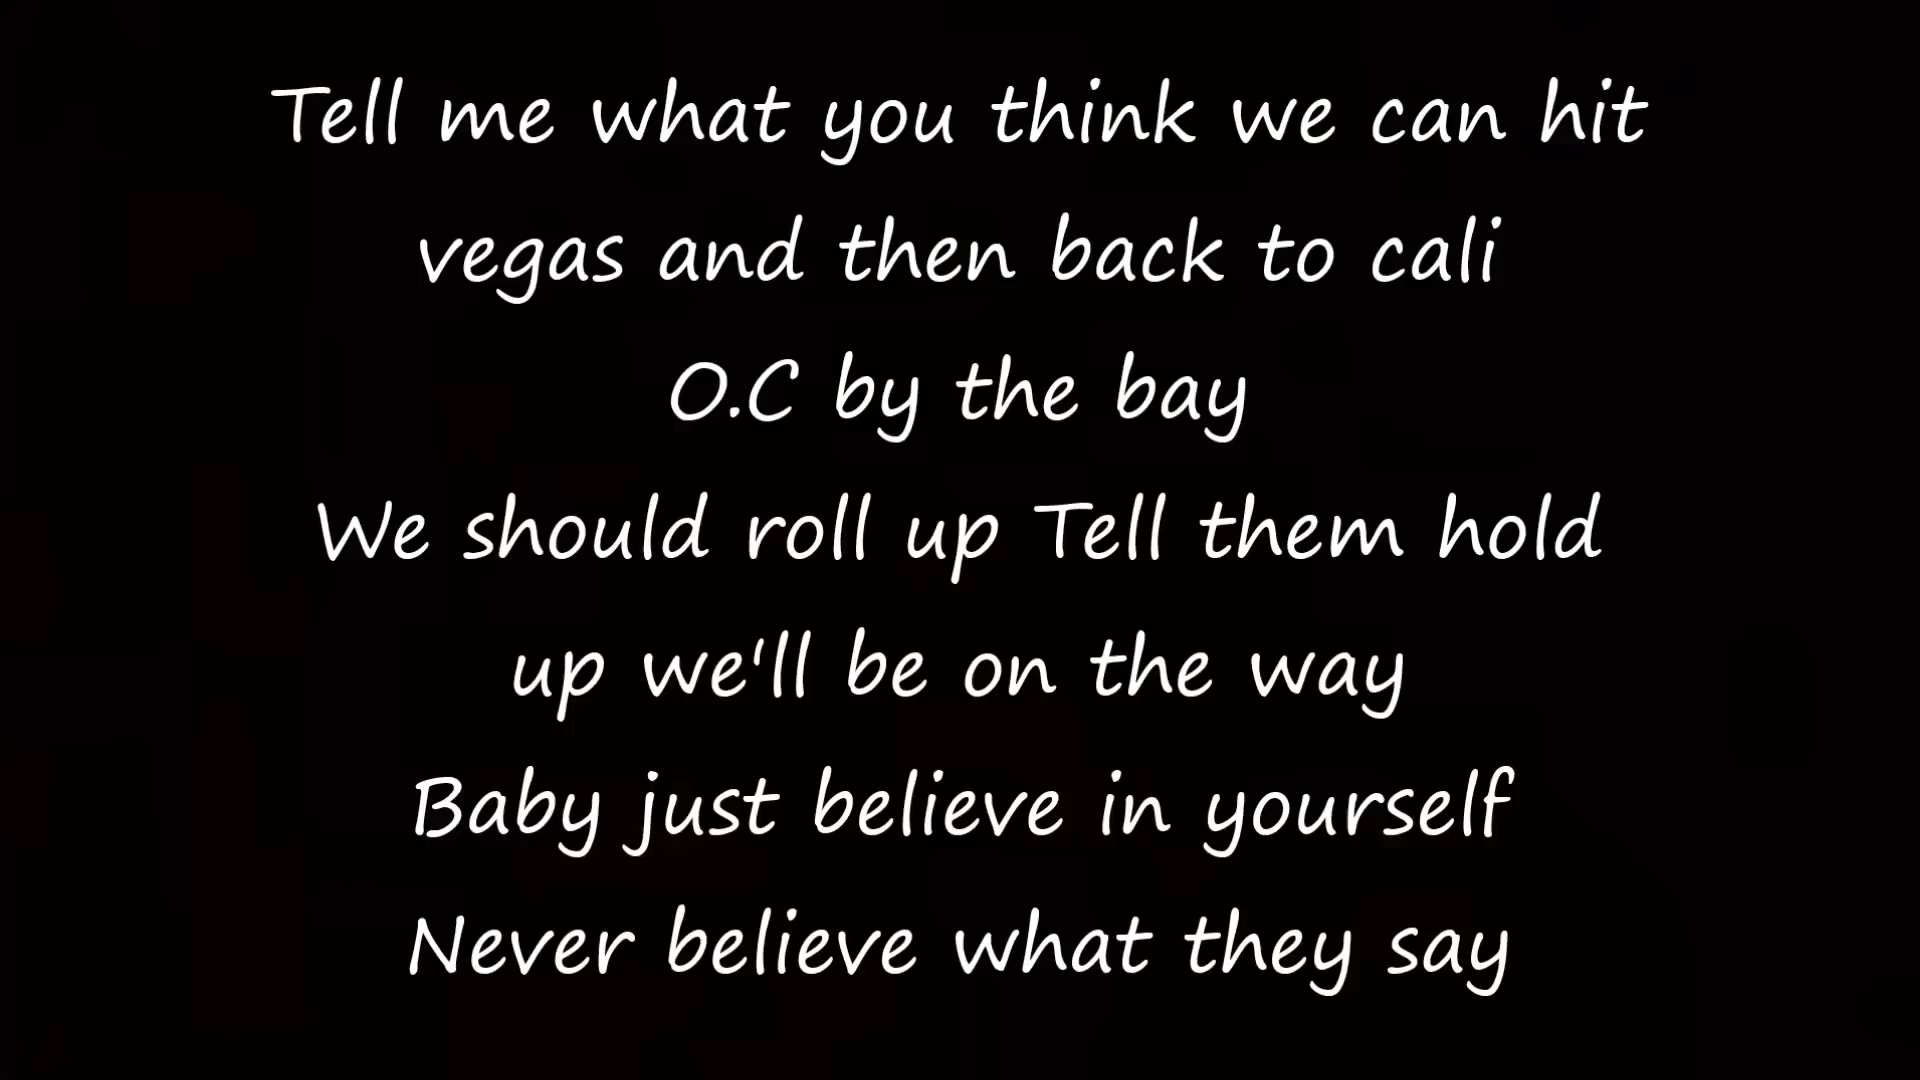 Tell me what you think we can hit
vegas and then back to cali
O.C by the bay
We should roll up Tell them hold
up we'll be on the way
Baby just believe in yourself
Never believe what they say